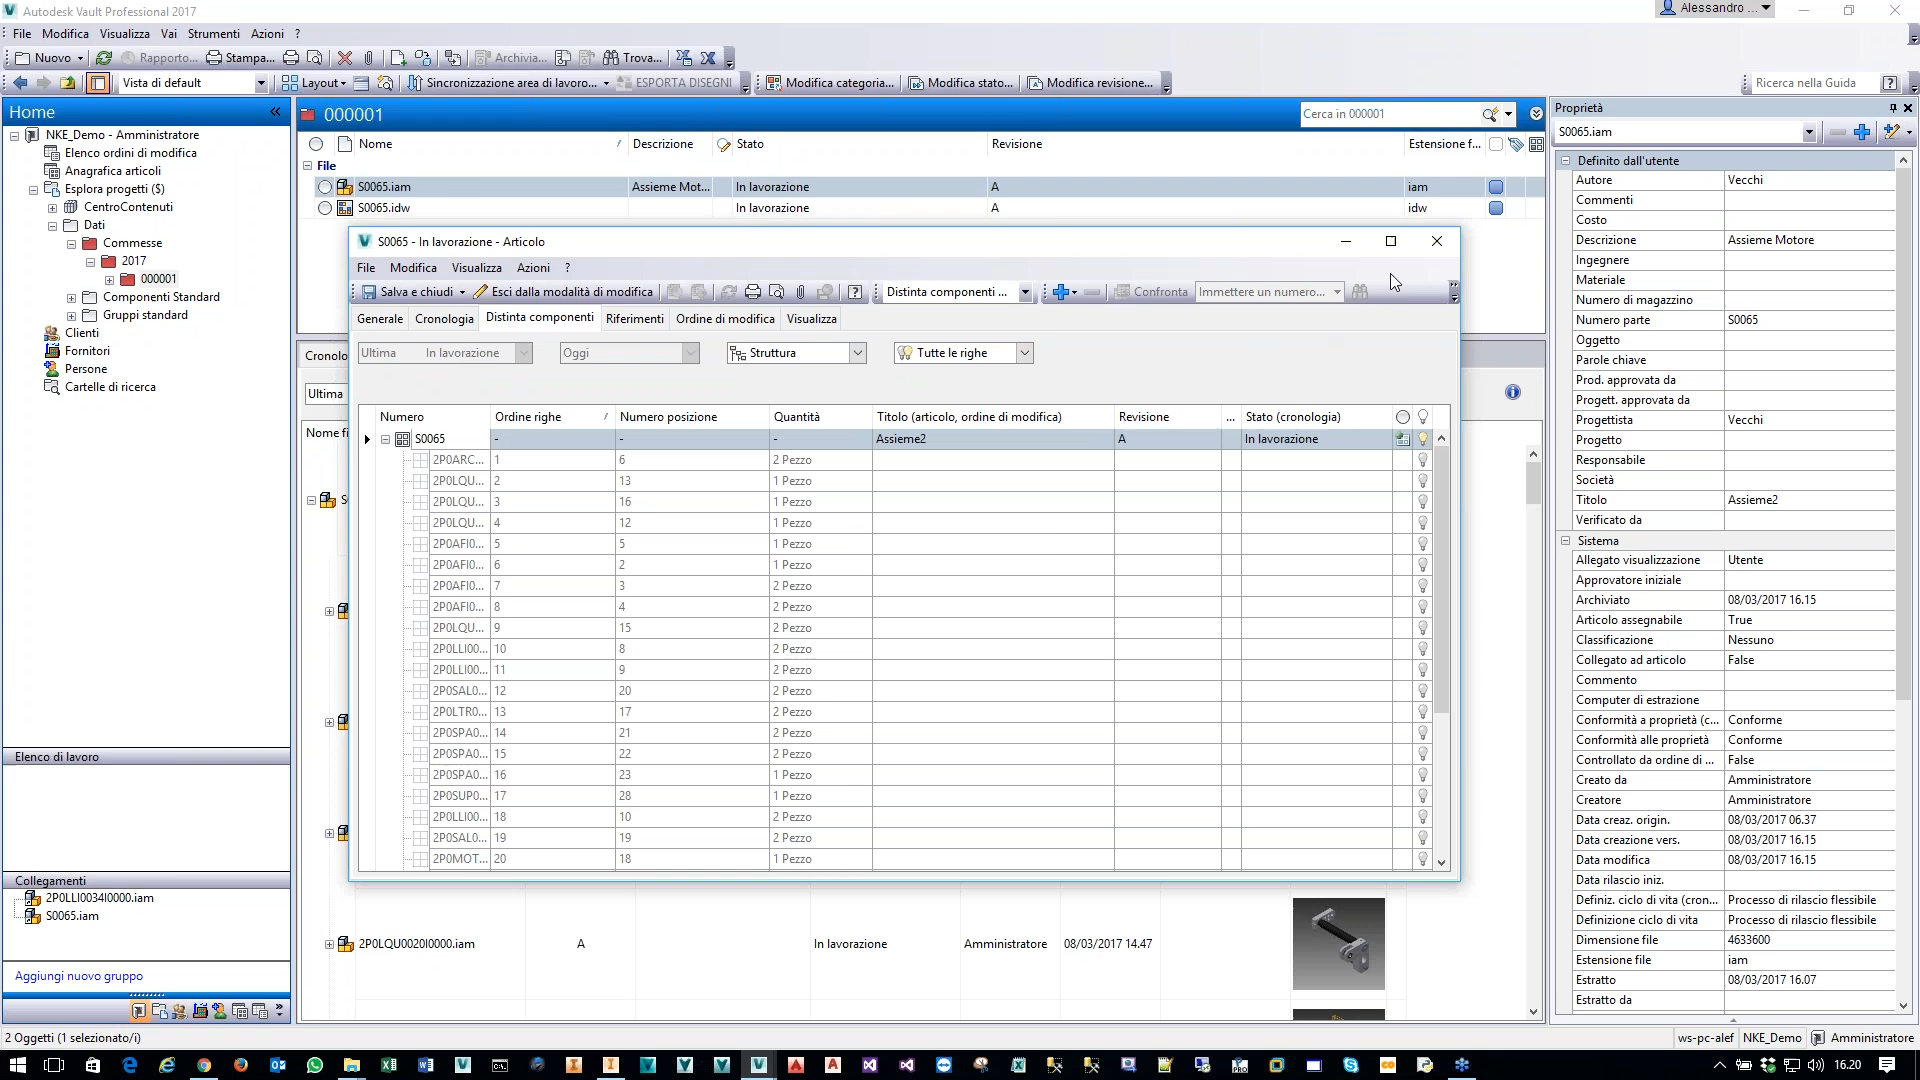 Autodesk Vault Professional 2017
Alessandro ...
File Modifica Visualizza Vai Strumenti Azioni ?
Nuovo Rapporto... Stampa... Archivia... Trova...
Vista di default Layout Sincronizzazione area di lavoro... ESPORTA DISEGNI Modifica categoria... Modifica stato... Modifica revisione... Ricerca nella Guida
Home
NKE_Demo - Amministratore
Elenco ordini di modifica
Anagrafica articoli
Esplora progetti ($)
CentroContenuti
Dati
Commesse
2017
000001
Componenti Standard
Gruppi standard
Clienti
Fornitori
Persone
Cartelle di ricerca
Elenco di lavoro
Collegamenti
2P0LLI0034I0000.iam
S0065.iam
Aggiungi nuovo gruppo
2 Oggetti (1 selezionato/i)
000001
Cerca in 000001
Nome Descrizione Stato Revisione Estensione f...
File
S0065.iam Assieme Mot... In lavorazione A iam
S0065.idw In lavorazione A idw
Cronolo
Ultima
Nome fi
S
S0065 - In lavorazione - Articolo
File Modifica Visualizza Azioni ?
Salva e chiudi Esci dalla modalità di modifica Distinta componenti ... Confronta Immettere un numero...
Generale Cronologia Distinta componenti Riferimenti Ordine di modifica Visualizza
Ultima In lavorazione Oggi Struttura Tutte le righe
Numero Ordine righe Numero posizione Quantità Titolo (articolo, ordine di modifica) Revisione ... Stato (cronologia)
S0065 - - - Assieme2 A In lavorazione
2P0ARC... 1 6 2 Pezzo
2P0LQU... 2 13 1 Pezzo
2P0LQU... 3 16 1 Pezzo
2P0LQU... 4 12 1 Pezzo
2P0AFI0... 5 5 1 Pezzo
2P0AFI0... 6 2 1 Pezzo
2P0AFI0... 7 3 2 Pezzo
2P0AFI0... 8 4 2 Pezzo
2P0LQU... 9 15 2 Pezzo
2P0LLI00... 10 8 2 Pezzo
2P0LLI00... 11 9 2 Pezzo
2P0SAL0... 12 20 2 Pezzo
2P0LTR0... 13 17 2 Pezzo
2P0SPA0... 14 21 2 Pezzo
2P0SPA0... 15 22 2 Pezzo
2P0SPA0... 16 23 1 Pezzo
2P0SUP0... 17 28 1 Pezzo
2P0LLI00... 18 10 2 Pezzo
2P0SAL0... 19 19 2 Pezzo
2P0MOT... 20 18 1 Pezzo
2P0LQU0020I0000.iam A In lavorazione Amministratore 08/03/2017 14.47
Proprietà
S0065.iam
Definito dall'utente
Autore Vecchi
Commenti
Costo
Descrizione Assieme Motore
Ingegnere
Materiale
Numero di magazzino
Numero parte S0065
Oggetto
Parole chiave
Prod. approvata da
Progett. approvata da
Progettista Vecchi
Progetto
Responsabile
Società
Titolo Assieme2
Verificato da
Sistema
Allegato visualizzazione Utente
Approvatore iniziale
Archiviato 08/03/2017 16.15
Articolo assegnabile True
Classificazione Nessuno
Collegato ad articolo False
Commento
Computer di estrazione
Conformità a proprietà (c... Conforme
Conformità alle proprietà Conforme
Controllato da ordine di ... False
Creato da Amministratore
Creatore Amministratore
Data creaz. origin. 08/03/2017 06.37
Data creazione vers. 08/03/2017 16.15
Data modifica 08/03/2017 16.15
Data rilascio iniz.
Definiz. ciclo di vita (cron... Processo di rilascio flessibile
Definizione ciclo di vita Processo di rilascio flessibile
Dimensione file 4633600
Estensione file iam
Estratto 08/03/2017 16.07
Estratto da
ws-pc-alef NKE_Demo Amministratore
16.20